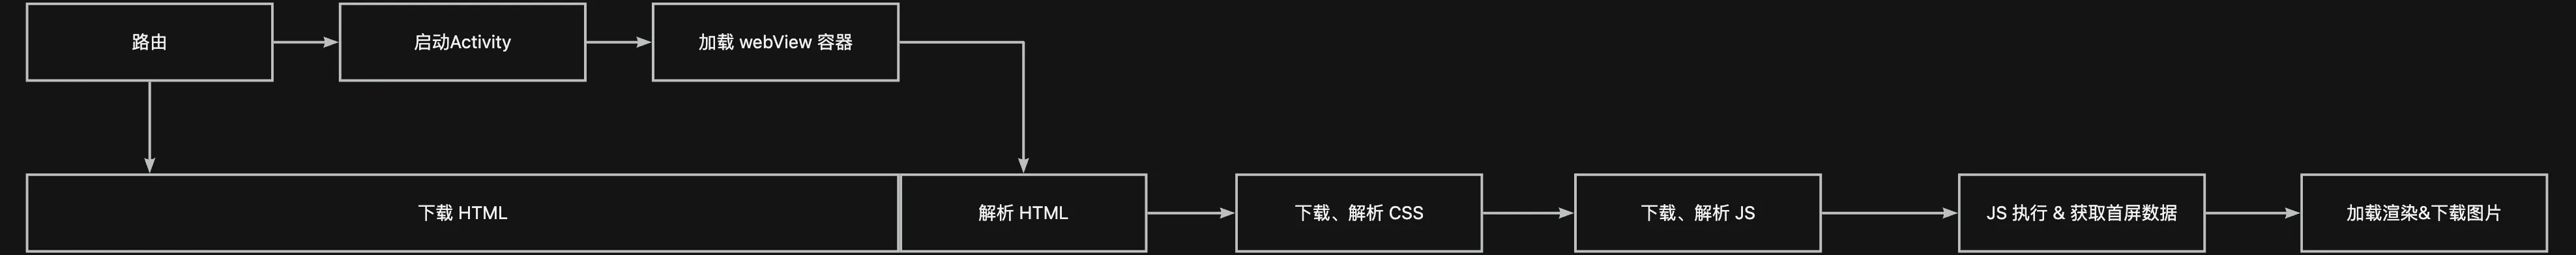 路由
启动Activity
加载 webView 容器
下载 HTML
解析 HTML
下载、解析 CSS
下载、解析 JS
JS 执行 & 获取首屏数据
加载渲染&下载图片